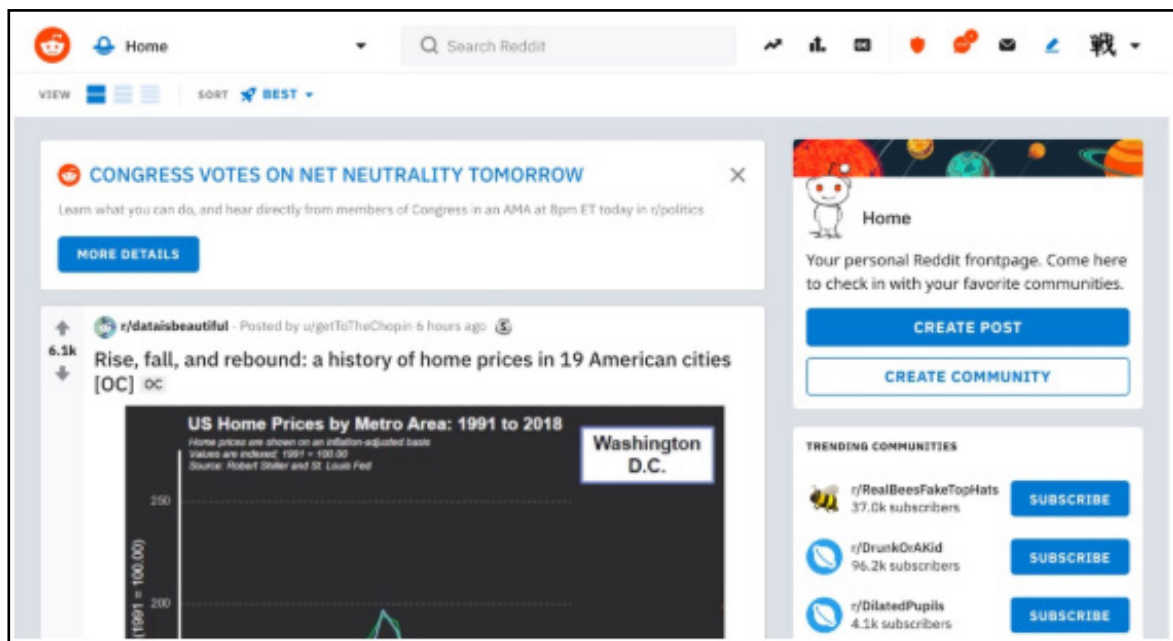 Home
Search Reddit
戦
VIEW
SORT BEST
CONGRESS VOTES ON NET NEUTRALITY TOMORROW
Learn what you can do, and hear directly from members of Congress in an AMA at 8pm ET today in r/politics
MORE DETAILS
r/dataisbeautiful · Posted by u/getToTheChopin 6 hours ago
6.1k
Rise, fall, and rebound: a history of home prices in 19 American cities
[OC] OC
US Home Prices by Metro Area: 1991 to 2018
Home prices are shown on an inflation-adjusted basis
Values are indexed, 1991 = 100.00
Source: Robert Shiller and St. Louis Fed
Washington
D.C.
250
200
(1991 = 100.00)
Home
Your personal Reddit frontpage. Come here
to check in with your favorite communities.
CREATE POST
CREATE COMMUNITY
TRENDING COMMUNITIES
r/RealBeesFakeTopHats
37.0k subscribers
SUBSCRIBE
r/DrunkOrAKid
96.2k subscribers
SUBSCRIBE
r/DilatedPupils
4.1k subscribers
SUBSCRIBE